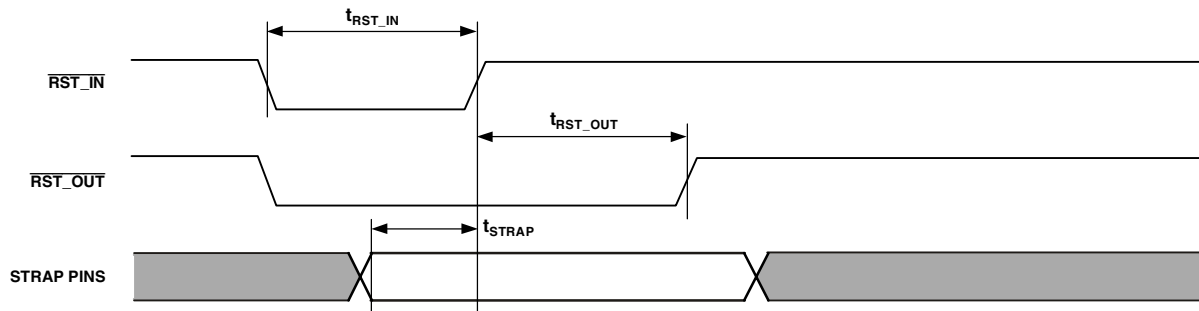 tRST_IN
RST_IN
tRST_OUT
RST_OUT
tSTRAP
STRAP PINS